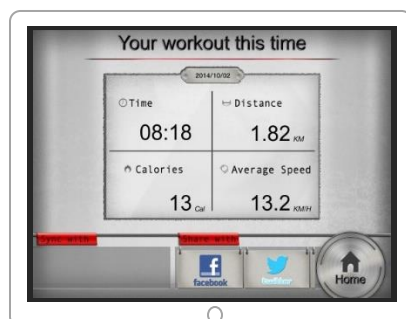 Your workout this time
2014/10/02
Time
Distance
08:18
1.82 KM
Calories
Average Speed
13 Cal
13.2 KM/H
Sync with
Share with
facebook
twitter
Home